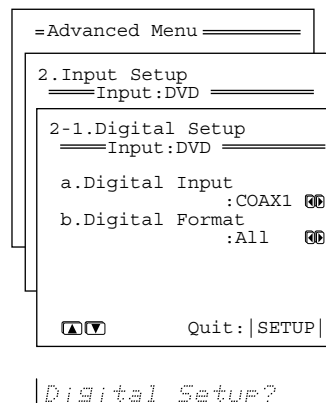 Advanced Menu
2.Input Setup
Input:DVD
2-1.Digital Setup
Input:DVD
a.Digital Input
:COAX1
b.Digital Format
:All
Quit:|SETUP|
Digital Setup?